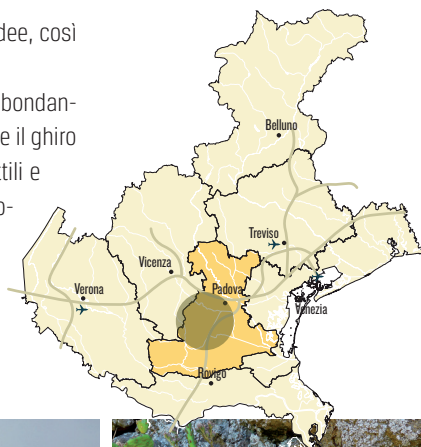 dee, così
bondan-
e il ghiro
tili e
o-
Belluno
Treviso
Vicenza
Verona
Padova
Venezia
Rovigo